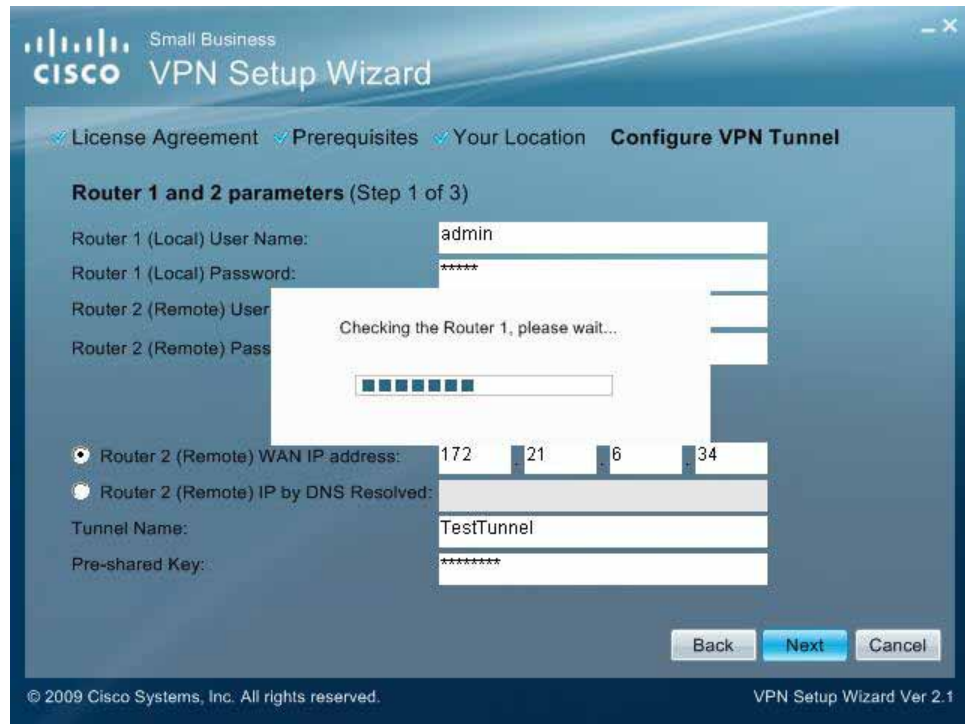 Small Business
CISCO VPN Setup Wizard
License Agreement Prerequisites Your Location Configure VPN Tunnel
Router 1 and 2 parameters (Step 1 of 3)
Router 1 (Local) User Name: admin
Router 1 (Local) Password: *****
Router 2 (Remote) User
Checking the Router 1, please wait...
Router 2 (Remote) Pass
Router 2 (Remote) WAN IP address: 172 . 21 . 6 . 34
Router 2 (Remote) IP by DNS Resolved:
Tunnel Name: TestTunnel
Pre-shared Key: ********
Back Next Cancel
© 2009 Cisco Systems, Inc. All rights reserved. VPN Setup Wizard Ver 2.1